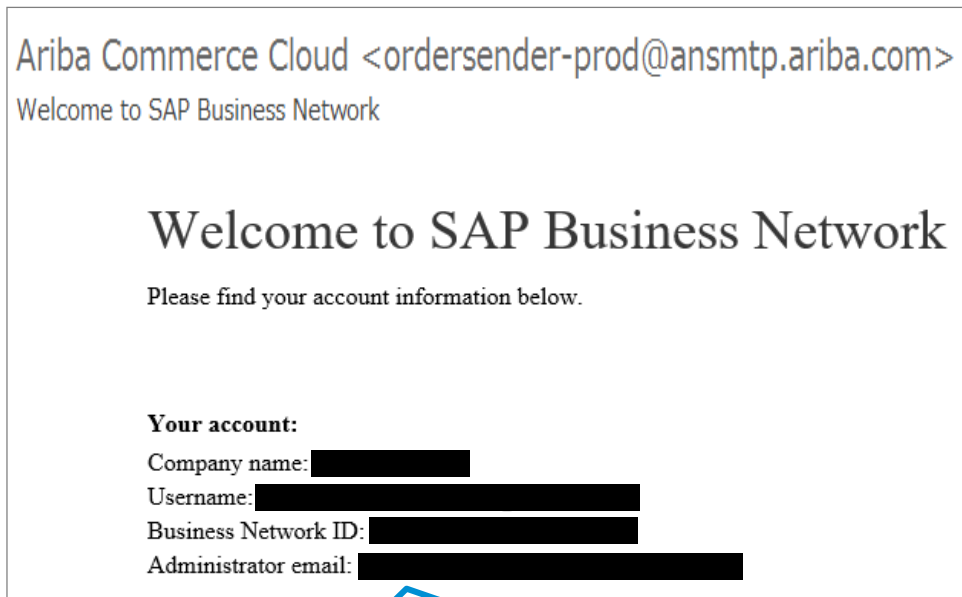 Ariba Commerce Cloud <ordersender-prod@ansmtp.ariba.com>
Welcome to SAP Business Network
Welcome to SAP Business Network
Please find your account information below.
Your account:
Company name:
Username:
Business Network ID:
Administrator email: